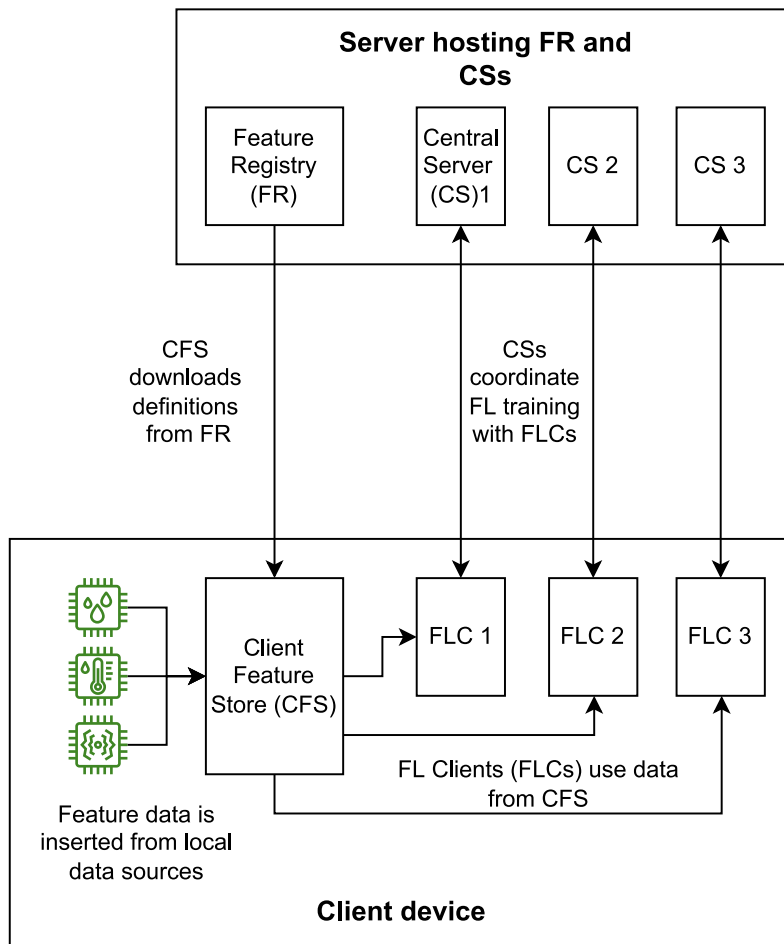 Server hosting FR and
CSs
Feature
Registry
(FR)
Central
Server
(CS)1
CS 2
CS 3
CFS
downloads
definitions
from FR
CSs
coordinate
FL training
with FLCs
Client
Feature
Store (CFS)
FLC 1
FLC 2
FLC 3
FL Clients (FLCs) use data
from CFS
Feature data is
inserted from local
data sources
Client device